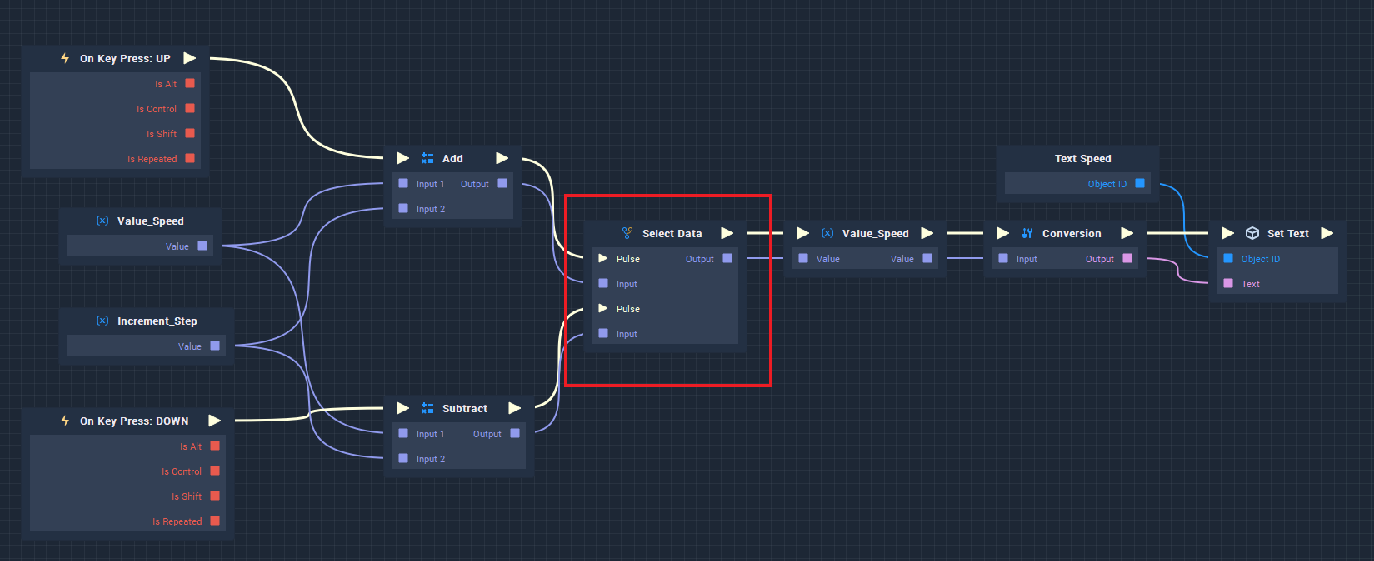 On Key Press: UP
Is Alt
Is Control
Is Shift
Is Repeated
Value_Speed
Value
Increment_Step
Value
On Key Press: DOWN
Is Alt
Is Control
Is Shift
Is Repeated
Add
Input 1 Output
Input 2
Subtract
Input 1 Output
Input 2
Select Data
Pulse Output
Input
Pulse
Input
Value_Speed
Value Value
Conversion
Input Output
Text Speed
Object ID
Set Text
Object ID
Text